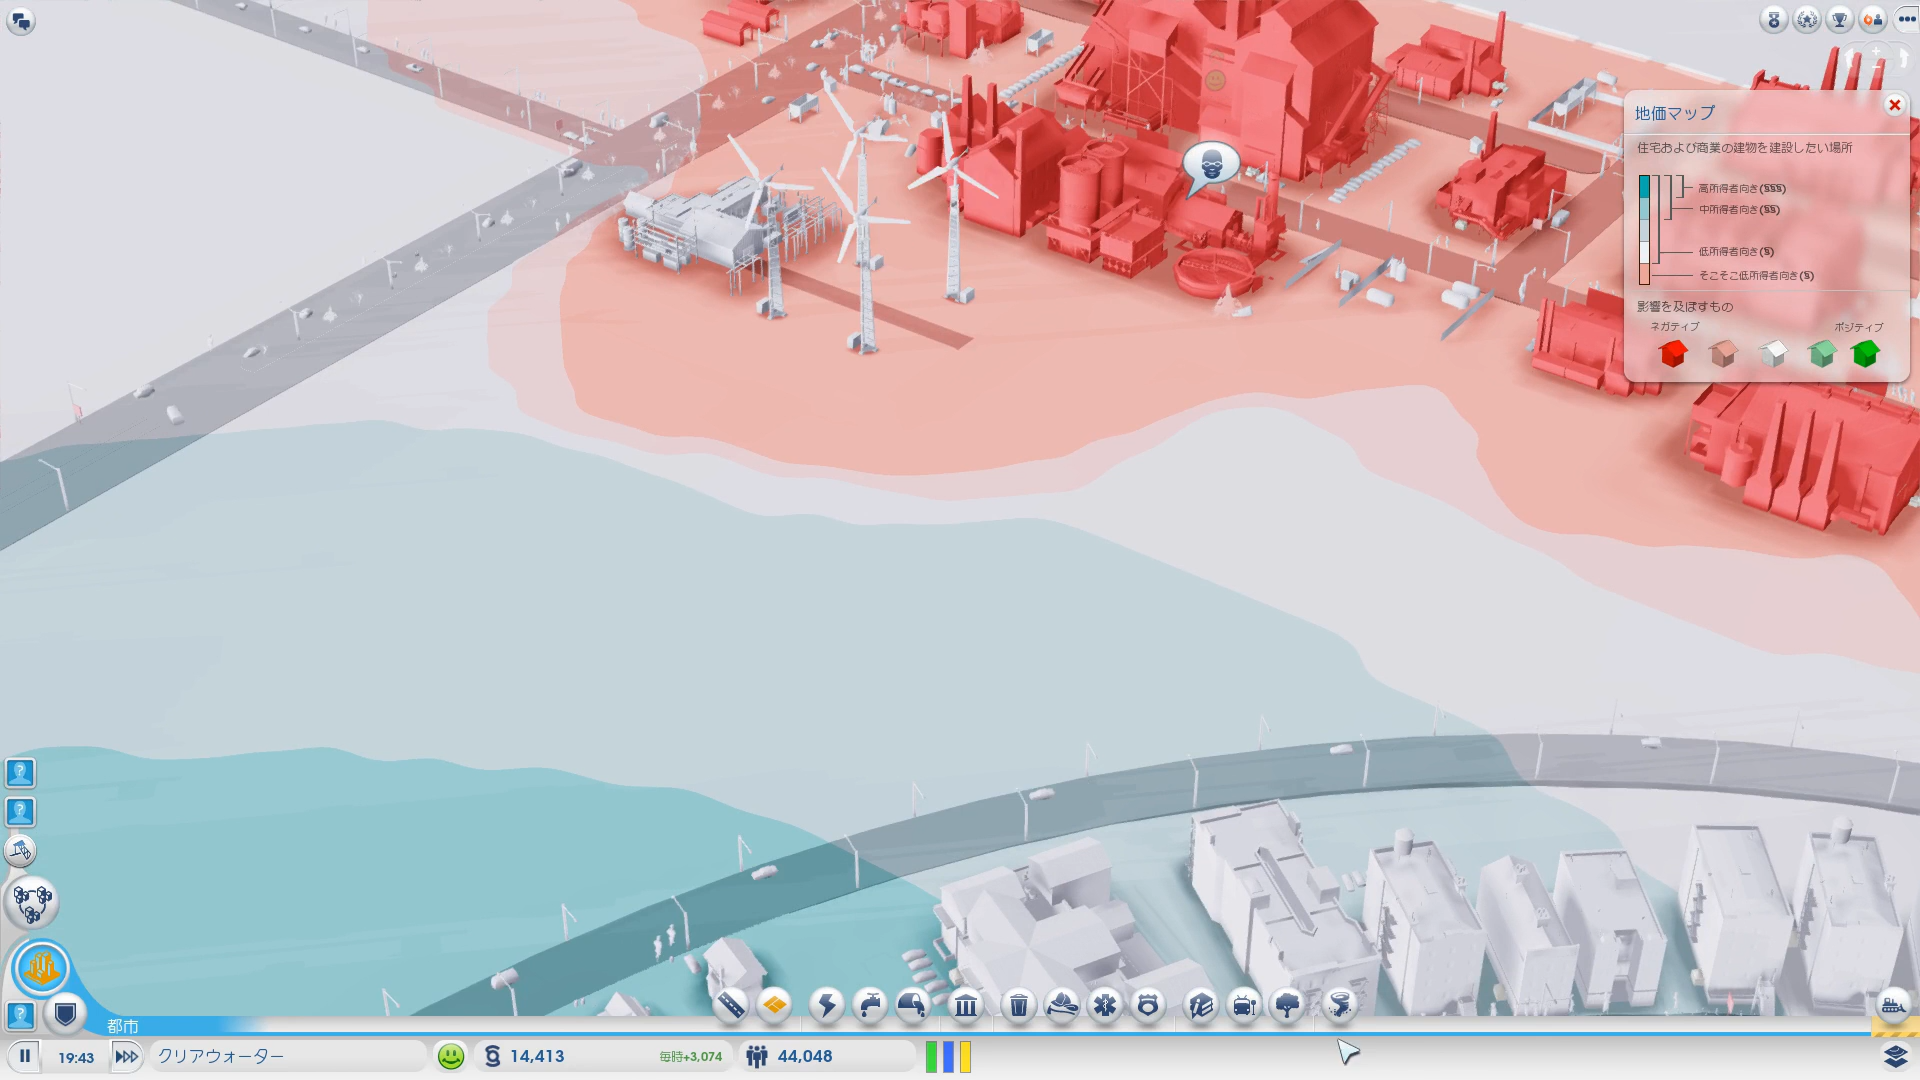 地価マップ
住宅および商業の建物を建設したい場所
高所得者向き(§§§)
中所得者向き(§§)
低所得者向き(§)
そこそこ低所得者向き(§)
影響を及ぼすもの
ネガティブ
ポジティブ
都市
19:43
クリアウォーター
14,413
毎時+3,074
44,048